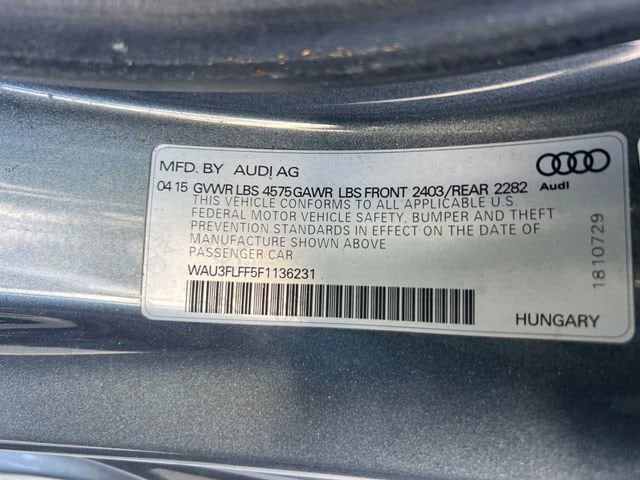 MFD. BY AUDI AG
04 15 GVWR LBS 4575 GAWR LBS FRONT 2403/REAR 2282
Audi
THIS VEHICLE CONFORMS TO ALL APPLICABLE U.S.
FEDERAL MOTOR VEHICLE SAFETY, BUMPER AND THEFT
PREVENTION STANDARDS IN EFFECT ON THE DATE OF
MANUFACTURE SHOWN ABOVE
PASSENGER CAR
WAU3FLFF5F1136231
HUNGARY
1810729